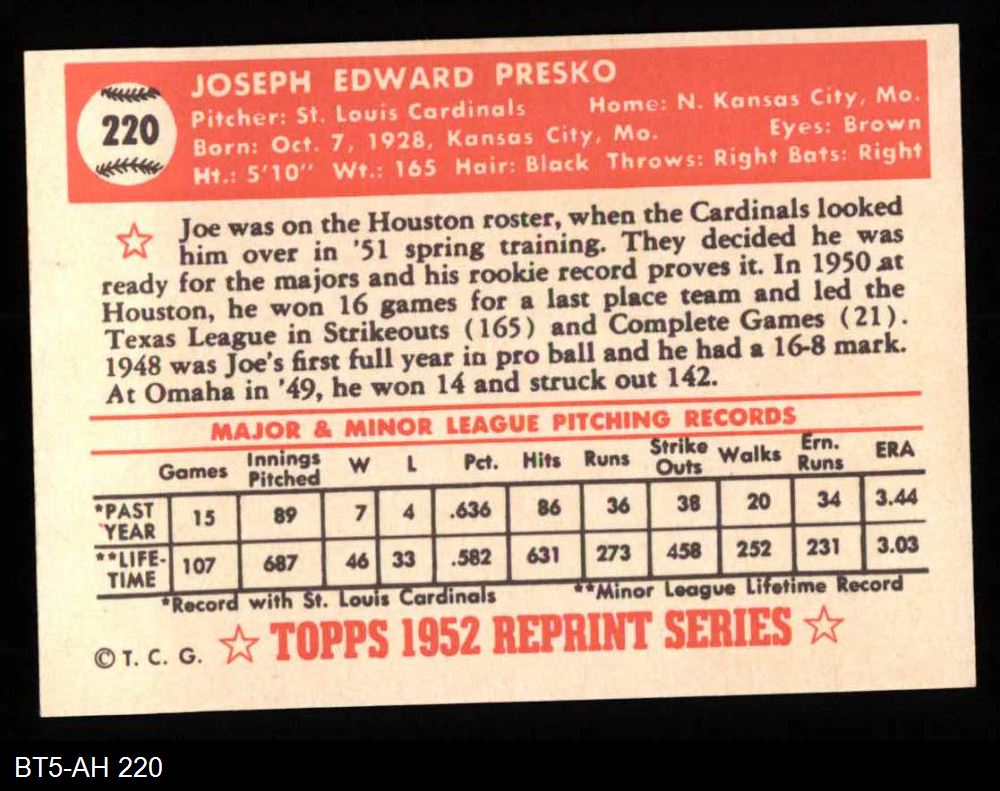 220
JOSEPH EDWARD PRESKO
Pitcher: St. Louis Cardinals Home: N. Kansas City, Mo.
Born: Oct. 7, 1928, Kansas City, Mo. Eyes: Brown
Ht.: 5'10" Wt.: 165 Hair: Black Throws: Right Bats: Right
Joe was on the Houston roster, when the Cardinals looked
him over in '51 spring training. They decided he was
ready for the majors and his rookie record proves it. In 1950 at
Houston, he won 16 games for a last place team and led the
Texas League in Strikeouts (165) and Complete Games (21).
1948 was Joe's first full year in pro ball and he had a 16-8 mark.
At Omaha in '49, he won 14 and struck out 142.
MAJOR & MINOR LEAGUE PITCHING RECORDS
Games Innings Pitched W L Pct. Hits Runs Strike Outs Walks Ern. Runs ERA
*PAST YEAR 15 89 7 4 .636 86 36 38 20 34 3.44
**LIFE-TIME 107 687 46 33 .582 631 273 458 252 231 3.03
*Record with St. Louis Cardinals **Minor League Lifetime Record
© T. C. G. TOPPS 1952 REPRINT SERIES
BT5-AH 220